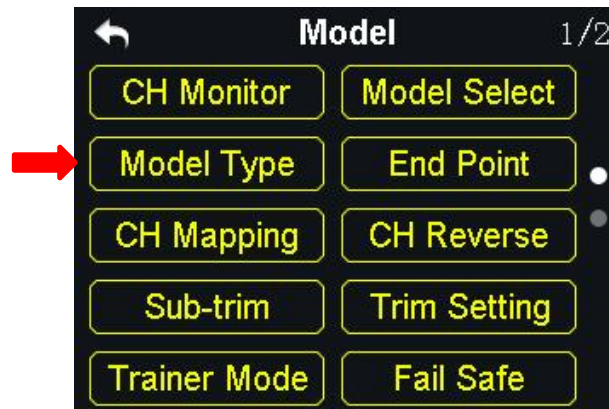 Model 1/2
CH Monitor Model Select
Model Type End Point
CH Mapping CH Reverse
Sub-trim Trim Setting
Trainer Mode Fail Safe